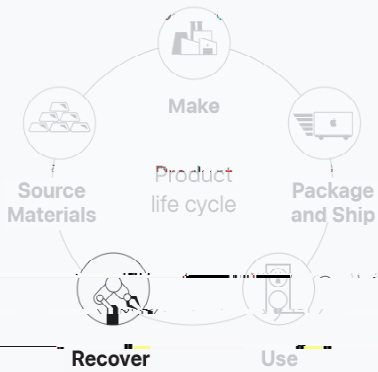 Make
Source
Materials
Product
life cycle
Package
and Ship
Recover
Use